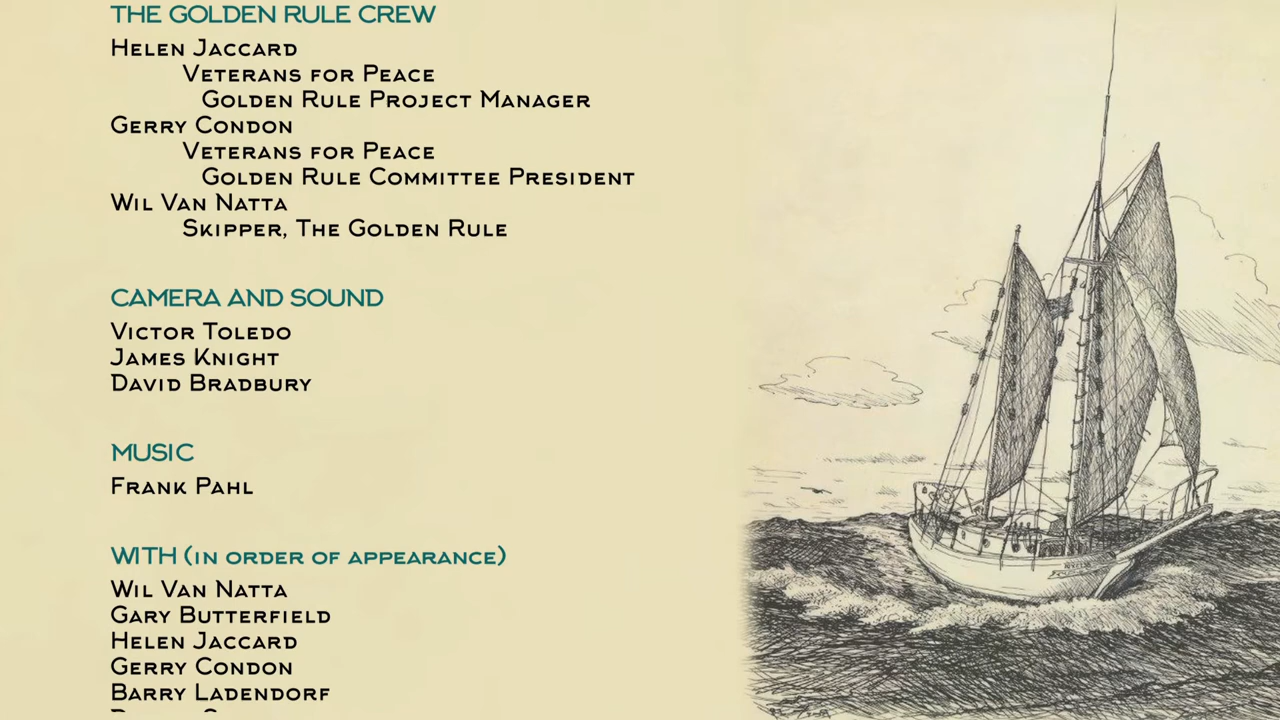 THE GOLDEN RULE CREW
HELEN JACCARD
VETERANS FOR PEACE
GOLDEN RULE PROJECT MANAGER
GERRY CONDON
VETERANS FOR PEACE
GOLDEN RULE COMMITTEE PRESIDENT
WIL VAN NATTA
SKIPPER, THE GOLDEN RULE
CAMERA AND SOUND
VICTOR TOLEDO
JAMES KNIGHT
DAVID BRADBURY
MUSIC
FRANK PAHL
WITH (IN ORDER OF APPEARANCE)
WIL VAN NATTA
GARY BUTTERFIELD
HELEN JACCARD
GERRY CONDON
BARRY LADENDORF